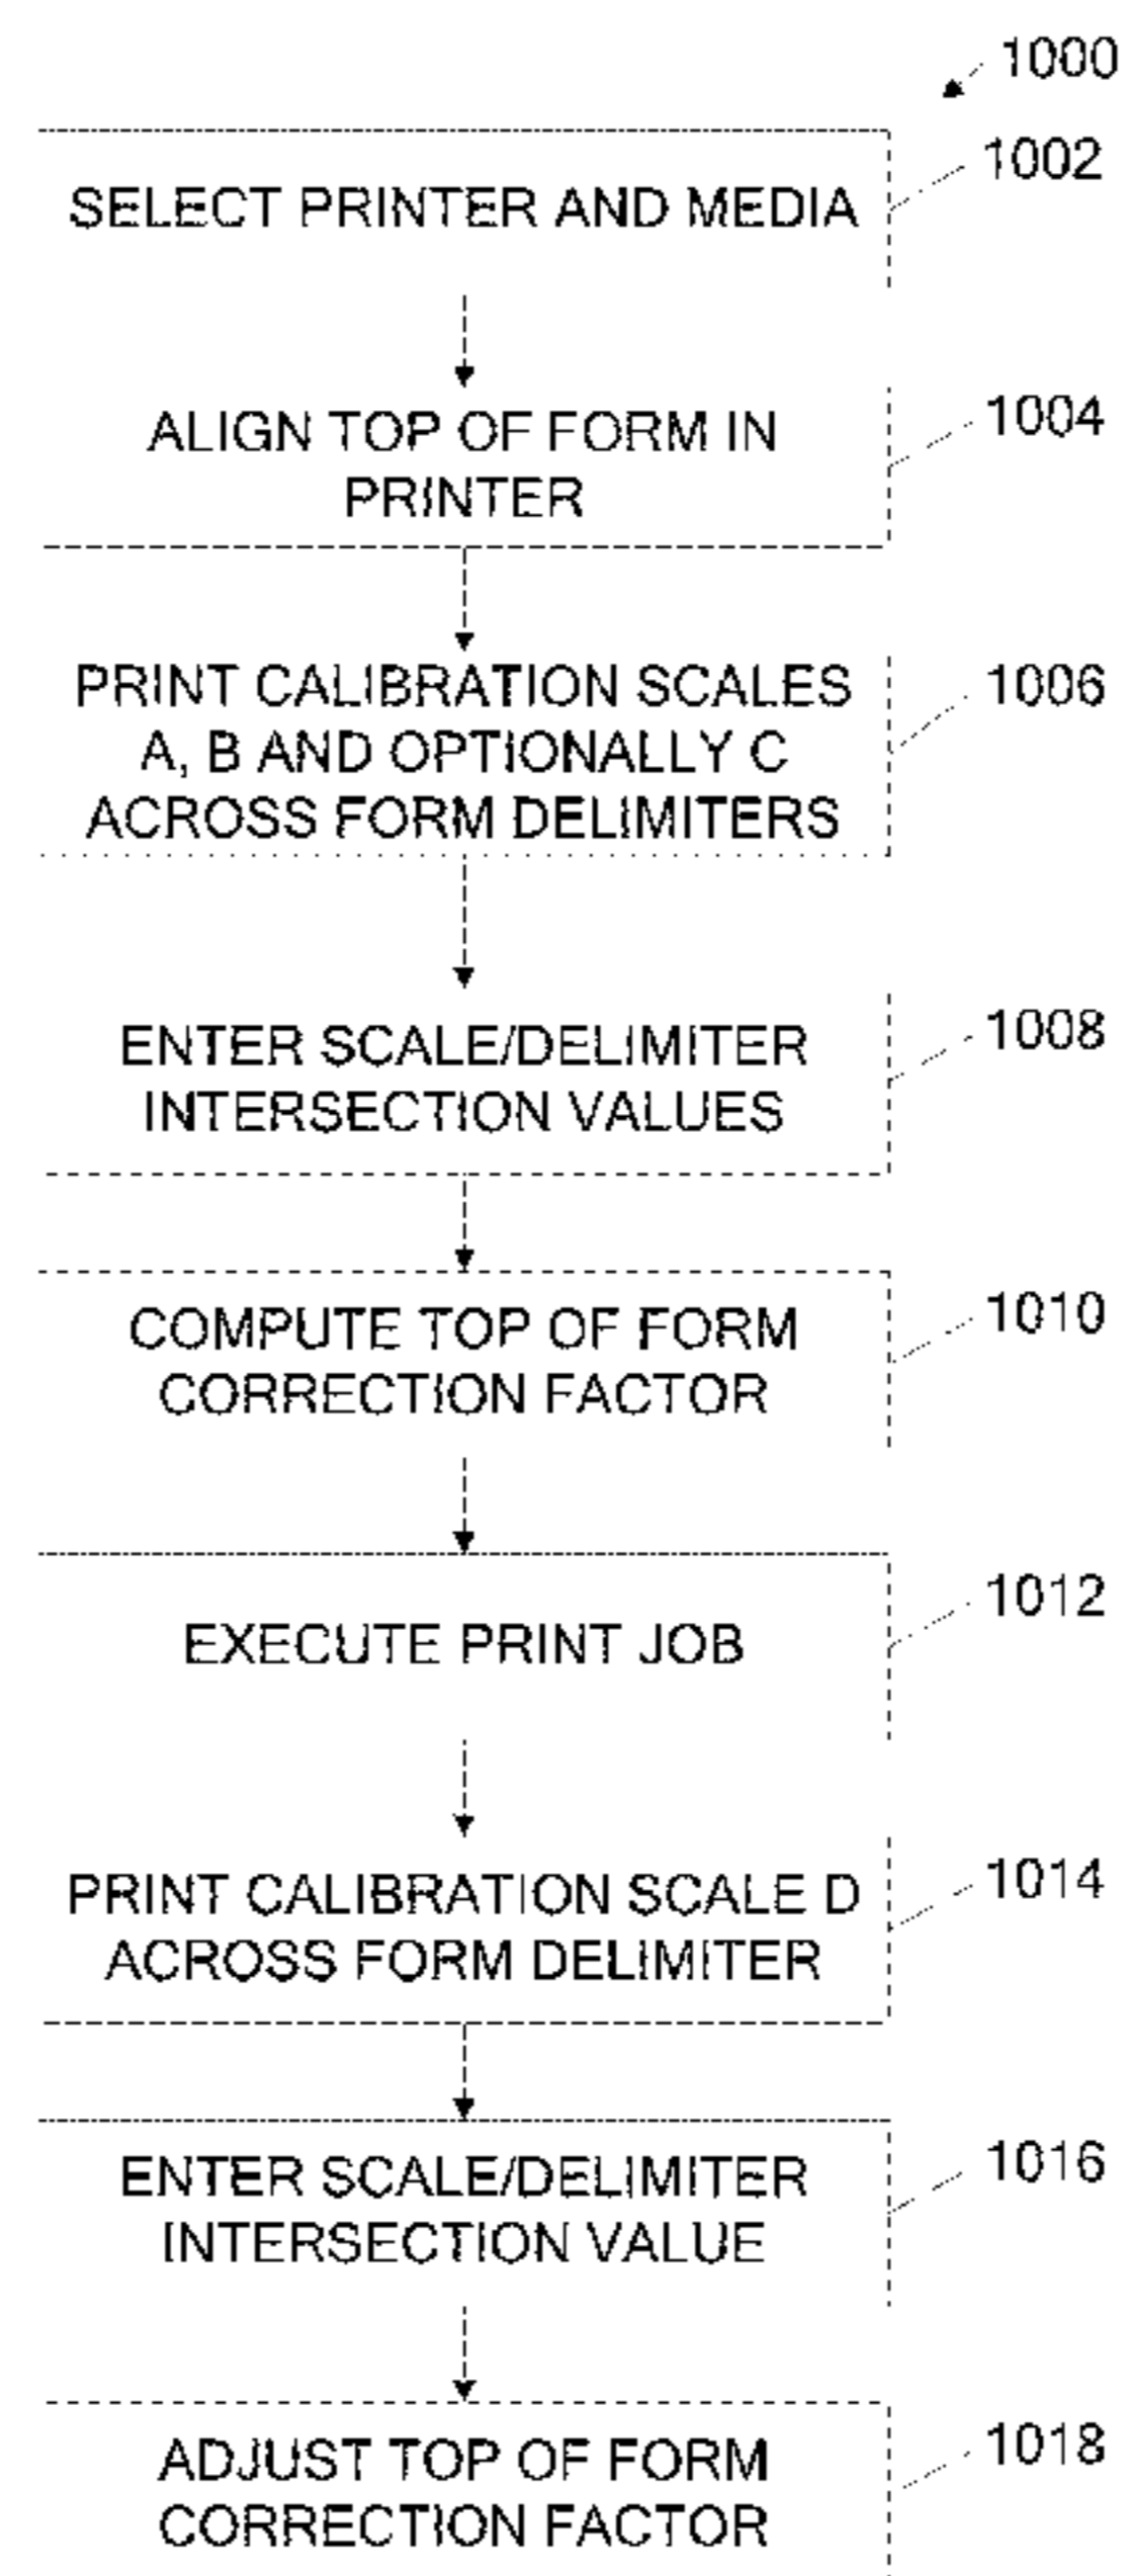 1000
SELECT PRINTER AND MEDIA
1002
ALIGN TOP OF FORM IN
PRINTER
1004
PRINT CALIBRATION SCALES
A, B AND OPTIONALLY C
ACROSS FORM DELIMITERS
1006
ENTER SCALE/DELIMITER
INTERSECTION VALUES
1008
COMPUTE TOP OF FORM
CORRECTION FACTOR
1010
EXECUTE PRINT JOB
1012
PRINT CALIBRATION SCALE D
ACROSS FORM DELIMITER
1014
ENTER SCALE/DELIMITER
INTERSECTION VALUE
1016
ADJUST TOP OF FORM
CORRECTION FACTOR
1018